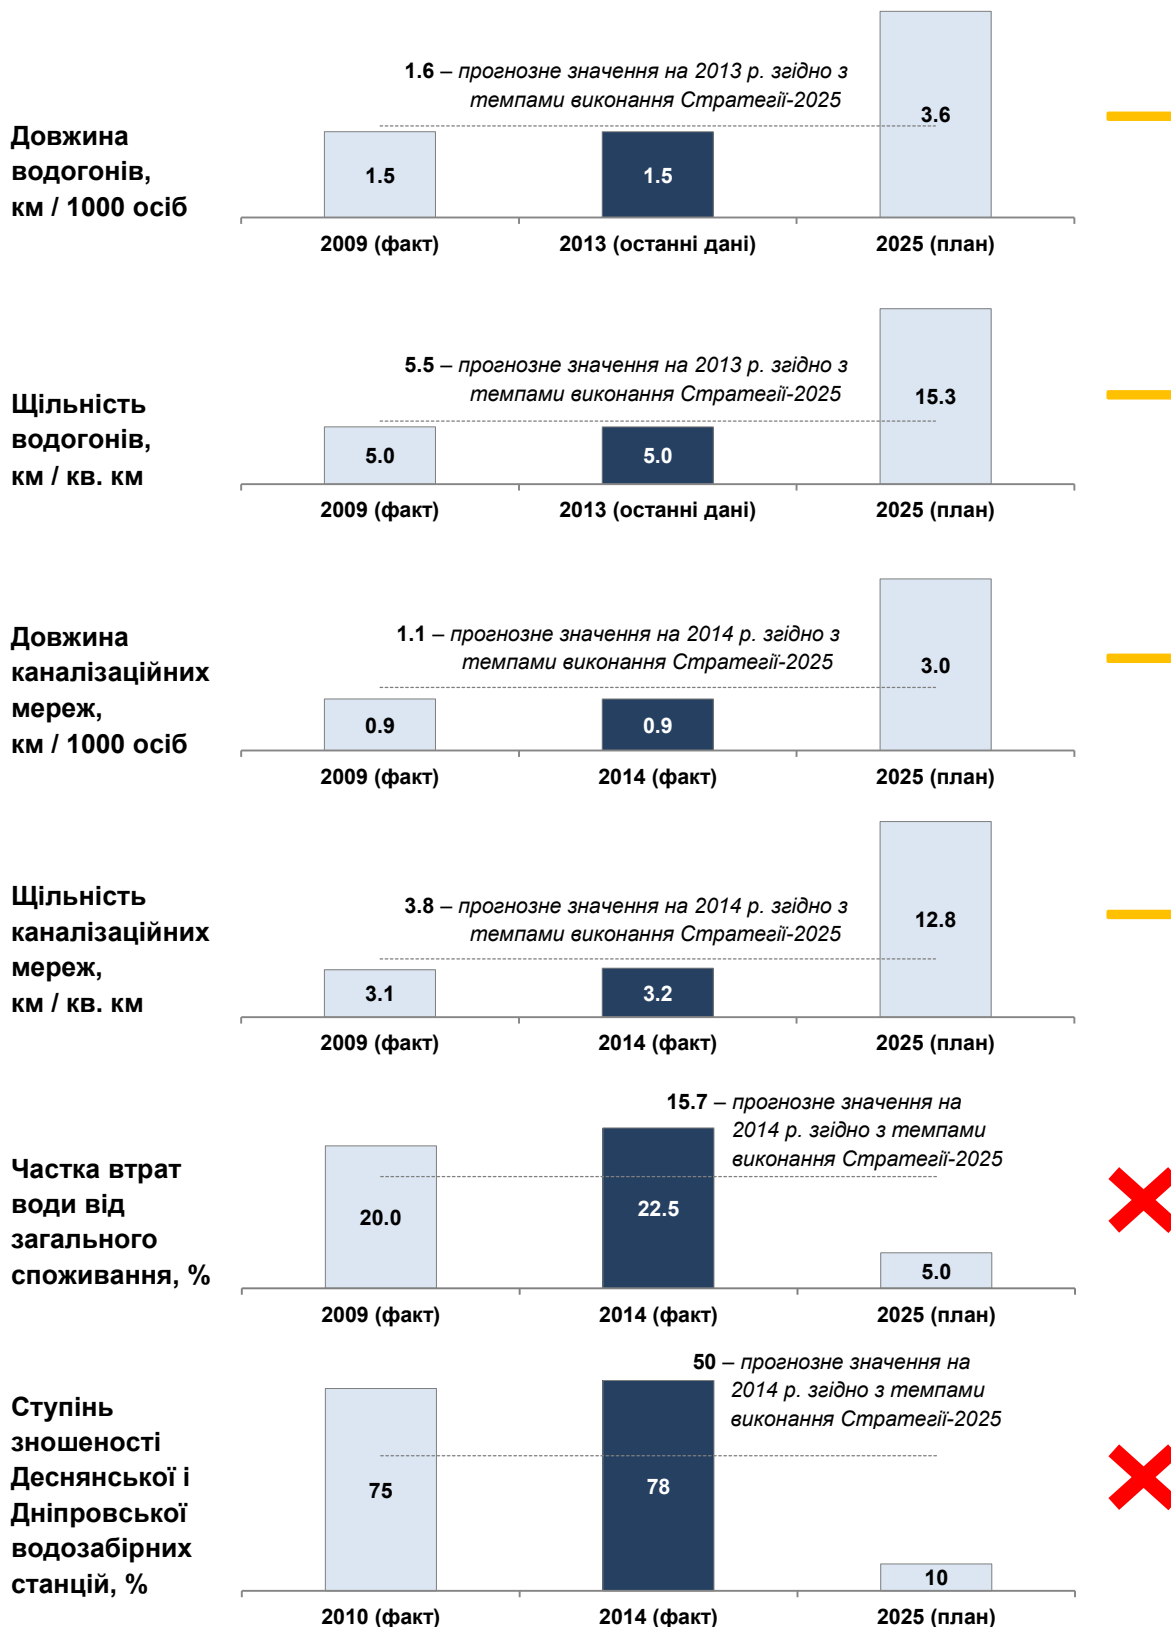 1.6 – прогнозне значення на 2013 р. згідно з
темпами виконання Стратегії-2025
Довжина
водогонів,
км / 1000 осіб
1.5
1.5
3.6
2009 (факт)
2013 (останні дані)
2025 (план)
5.5 – прогнозне значення на 2013 р. згідно з
темпами виконання Стратегії-2025
Щільність
водогонів,
км / кв. км
5.0
5.0
15.3
2009 (факт)
2013 (останні дані)
2025 (план)
1.1 – прогнозне значення на 2014 р. згідно з
темпами виконання Стратегії-2025
Довжина
каналізаційних
мереж,
км / 1000 осіб
0.9
0.9
3.0
2009 (факт)
2014 (факт)
2025 (план)
3.8 – прогнозне значення на 2014 р. згідно з
темпами виконання Стратегії-2025
Щільність
каналізаційних
мереж,
км / кв. км
3.1
3.2
12.8
2009 (факт)
2014 (факт)
2025 (план)
15.7 – прогнозне значення на
2014 р. згідно з темпами
виконання Стратегії-2025
Частка втрат
води від
загального
споживання, %
20.0
22.5
5.0
2009 (факт)
2014 (факт)
2025 (план)
50 – прогнозне значення на
2014 р. згідно з темпами
виконання Стратегії-2025
Ступінь
зношеності
Деснянської і
Дніпровської
водозабірних
станцій, %
75
78
10
2010 (факт)
2014 (факт)
2025 (план)